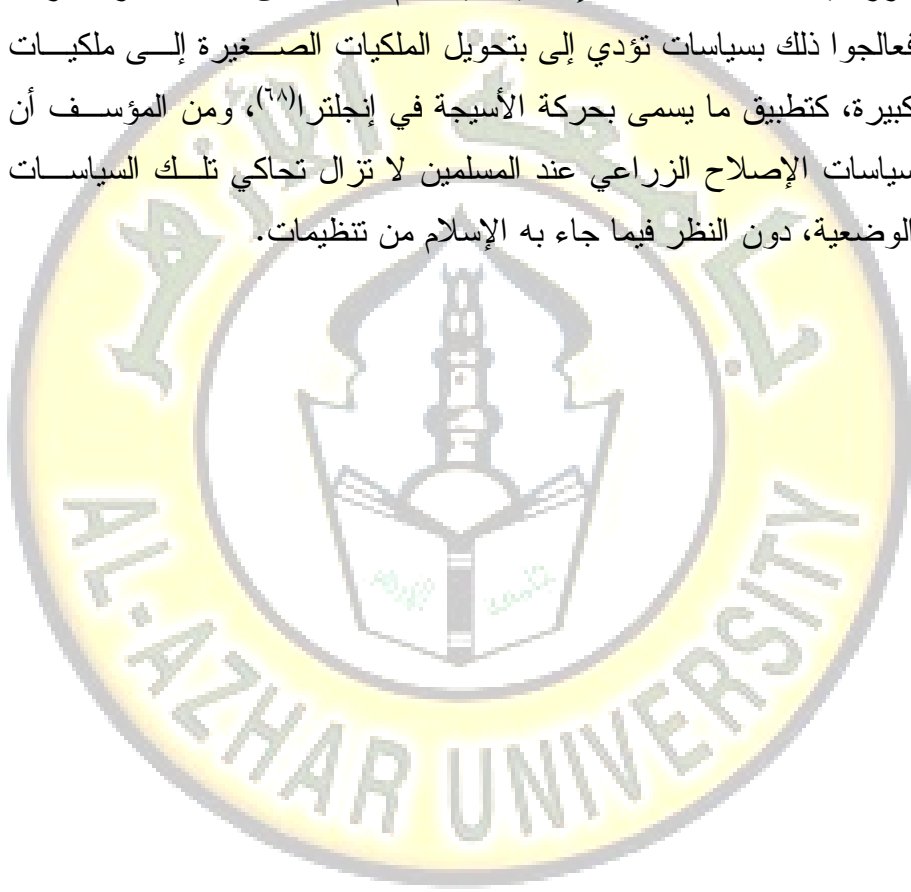 فعالجوا ذلك بسياسات تؤدي إلى بتحويل الملكيات الصغيرة إلى ملكيات
كبيرة، كتطبيق ما يسمى بحركة الأسيجة في إنجلترا(٦٨)، ومن المؤسف أن
سياسات الإصلاح الزراعي عند المسلمين لا تزال تحاكي تلك السياسات
الوضعية، دون النظر فيما جاء به الإسلام من تنظيمات.
جامعة الأزهر
AL-AZHAR UNIVERSITY